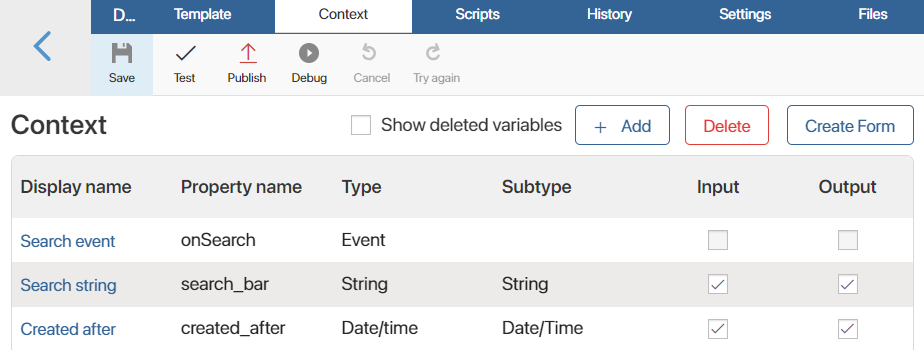 D... Template Context Scripts History Settings Files
Save Test Publish Debug Cancel Try again
Context Show deleted variables + Add Delete Create Form
Display name Property name Type Subtype Input Output
Search event onSearch Event
Search string search_bar String String
Created after created_after Date/time Date/Time